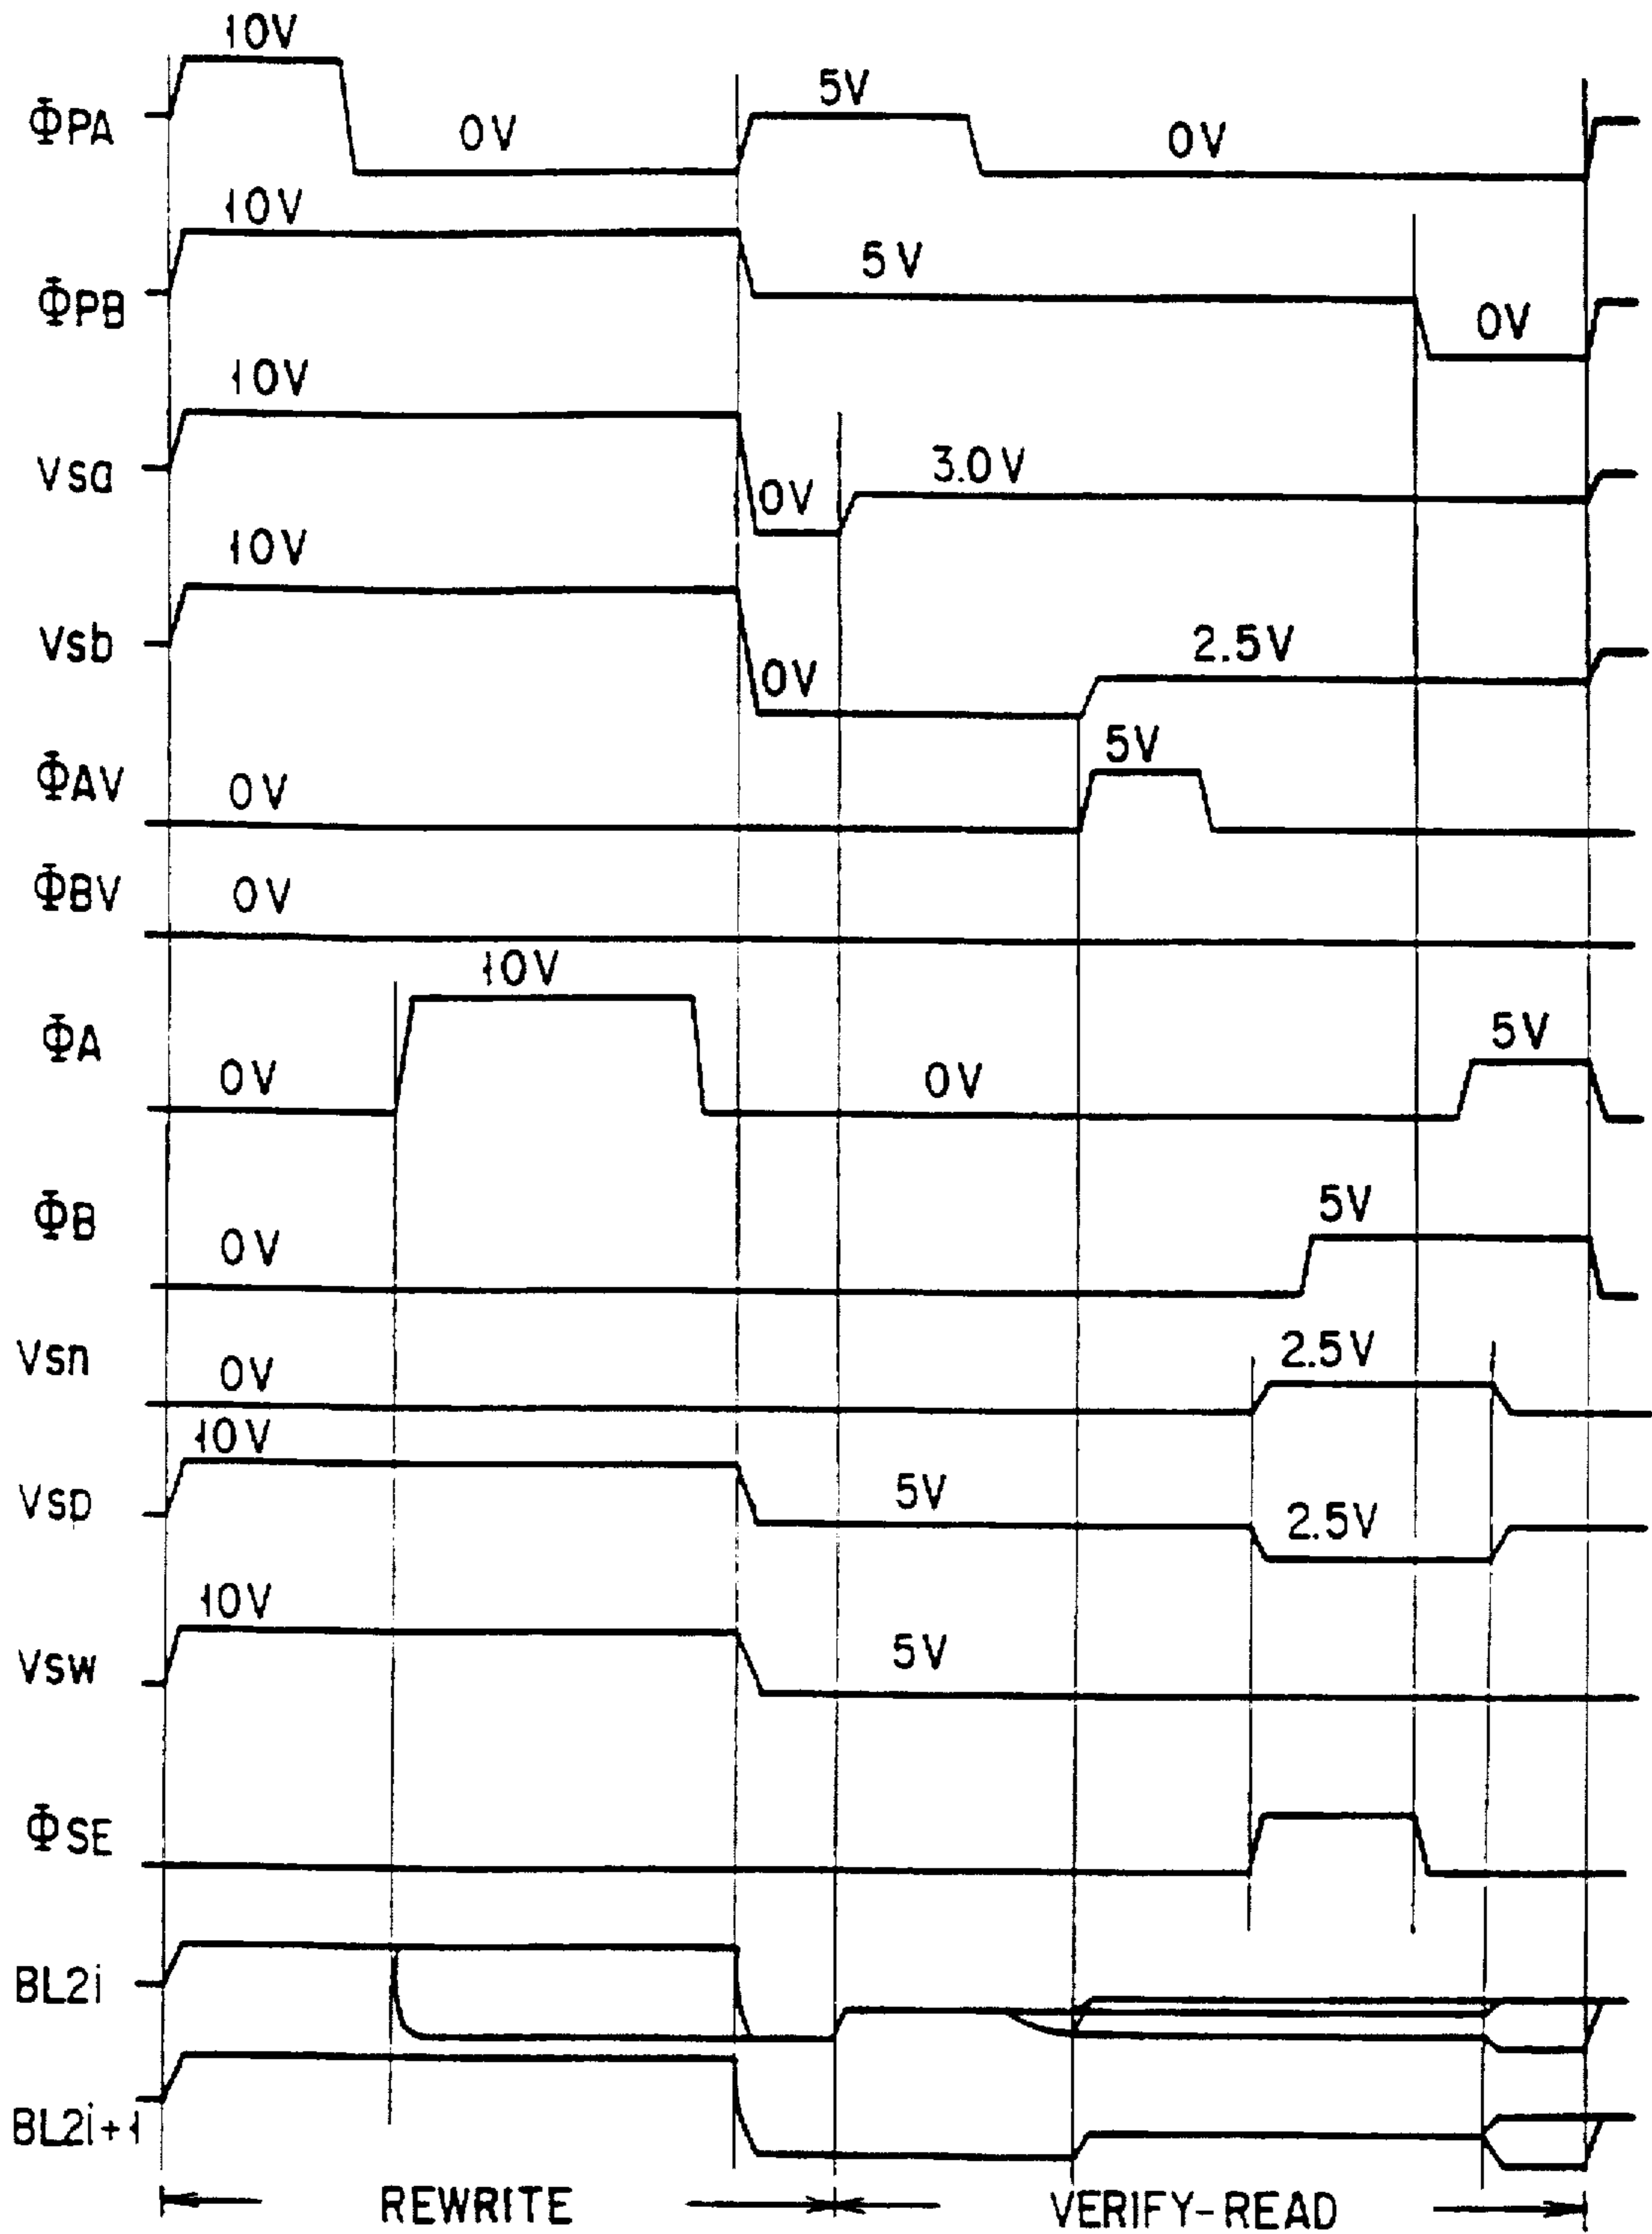 10V
5V
ΦPA 0V 0V
10V
5V
ΦPB 0V
10V
Vsa 3.0V
0V
10V
Vsb 2.5V
0V
5V
ΦAV 0V
ΦBV 0V
10V
ΦA 5V
0V 0V
ΦB 5V
0V
Vsn 2.5V
0V
10V
Vsp 5V 2.5V
10V
Vsw 5V
ΦSE
BL2i
BL2i+1
REWRITE VERIFY-READ